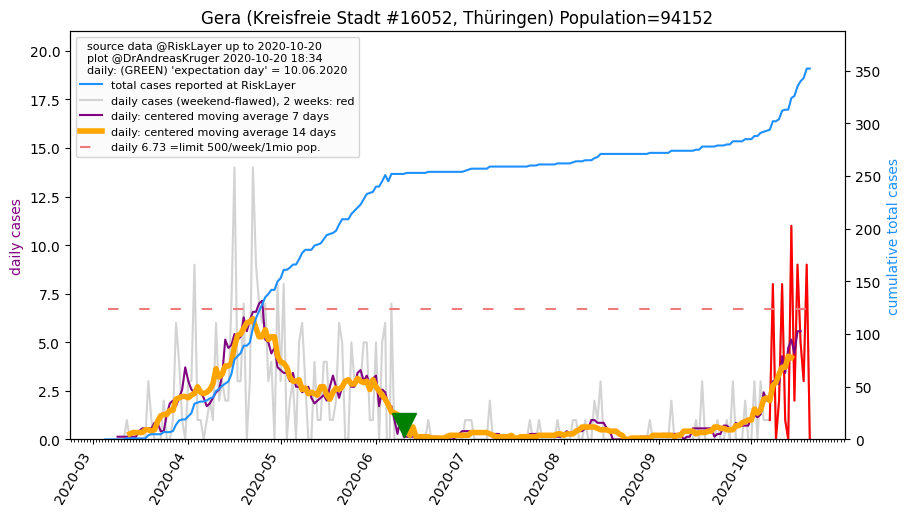 Gera (Kreisfreie Stadt #16052, Thüringen) Population=94152
source data @RiskLayer up to 2020-10-20
plot @DrAndreasKruger 2020-10-20 18:34
daily: (GREEN) 'expectation day' = 10.06.2020
total cases reported at RiskLayer
daily cases (weekend-flawed), 2 weeks: red
daily: centered moving average 7 days
daily: centered moving average 14 days
daily 6.73 =limit 500/week/1mio pop.
daily cases
20.0
17.5
15.0
12.5
10.0
7.5
5.0
2.5
0.0
350
300
250
200
150
100
50
0
cumulative total cases
2020-03
2020-04
2020-05
2020-06
2020-07
2020-08
2020-09
2020-10